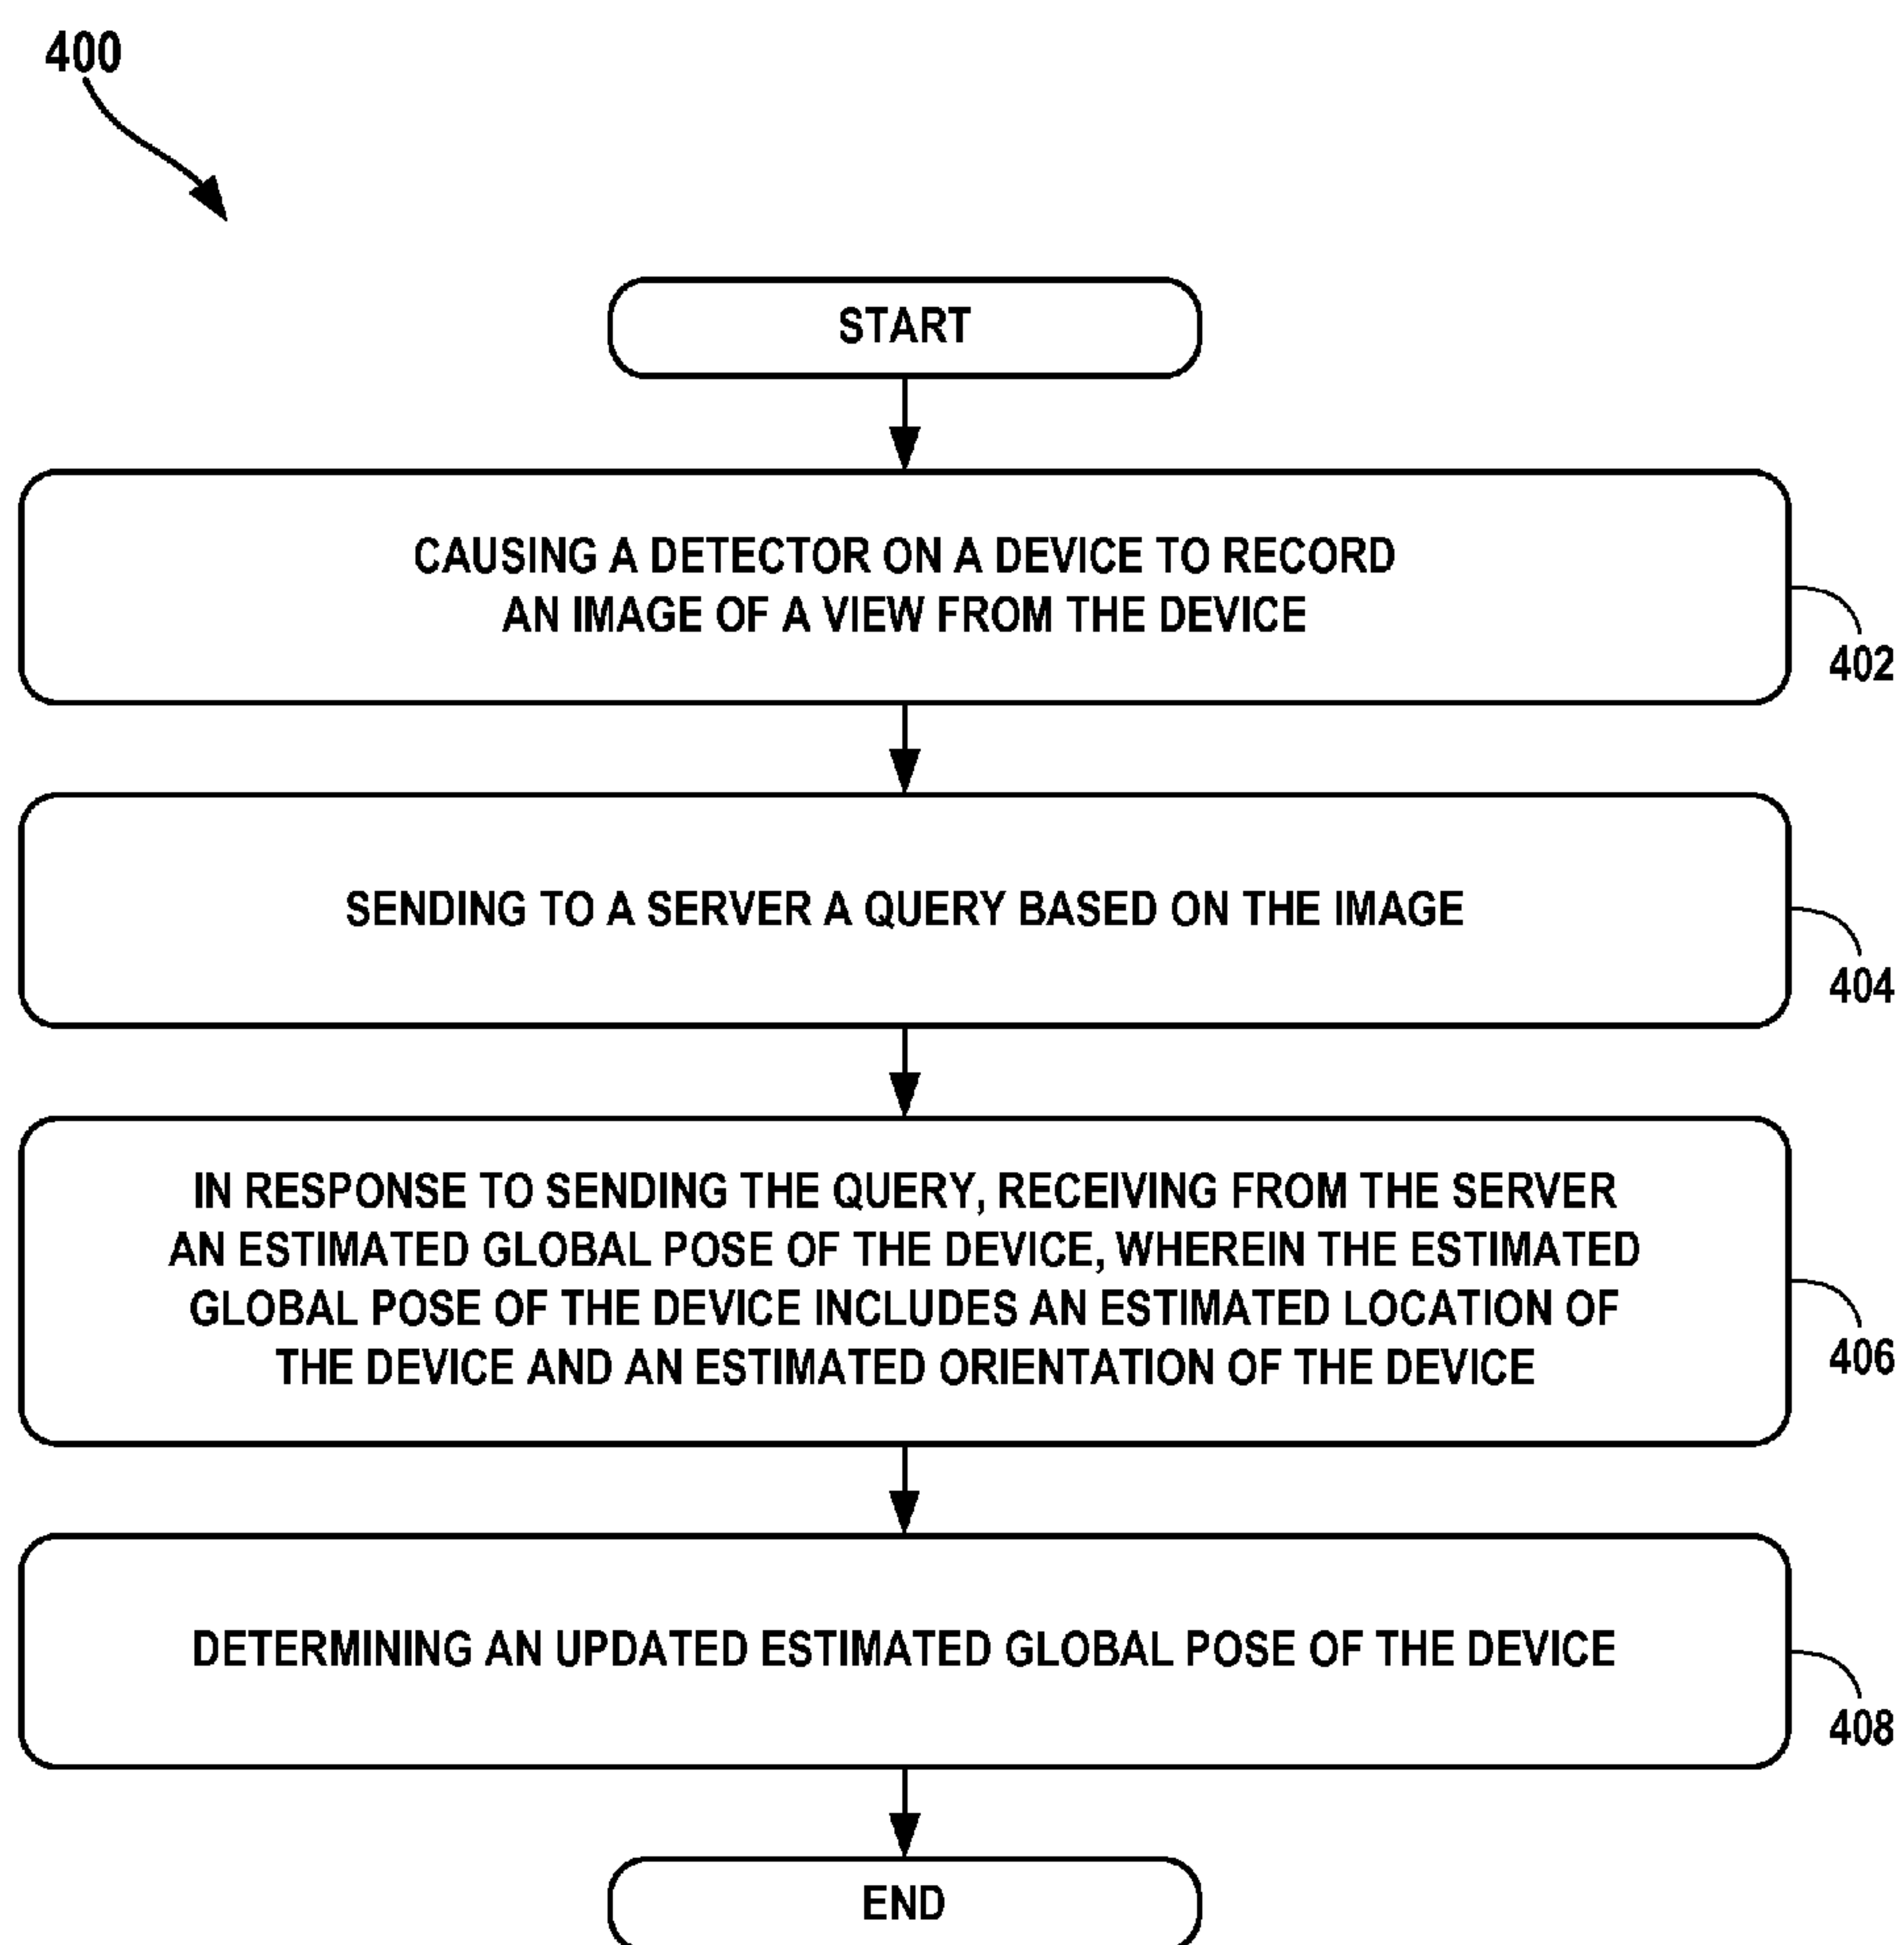 400
START
CAUSING A DETECTOR ON A DEVICE TO RECORD
AN IMAGE OF A VIEW FROM THE DEVICE
402
SENDING TO A SERVER A QUERY BASED ON THE IMAGE
404
IN RESPONSE TO SENDING THE QUERY, RECEIVING FROM THE SERVER
AN ESTIMATED GLOBAL POSE OF THE DEVICE, WHEREIN THE ESTIMATED
GLOBAL POSE OF THE DEVICE INCLUDES AN ESTIMATED LOCATION OF
THE DEVICE AND AN ESTIMATED ORIENTATION OF THE DEVICE
406
DETERMINING AN UPDATED ESTIMATED GLOBAL POSE OF THE DEVICE
408
END